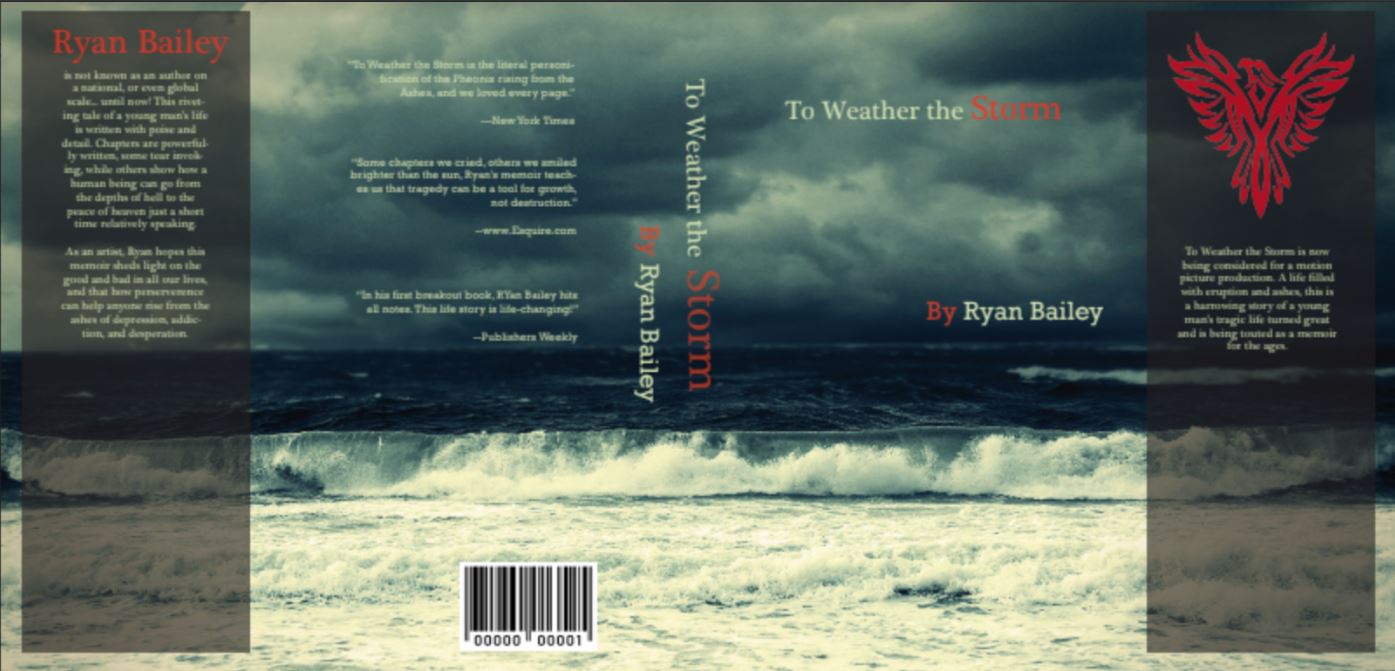 Ryan Bailey
is not known as an author on
a national, or even global
scale... until now! This rivet-
ing tale of a young man's life
is written with poise and
detail. Chapters are powerful-
ly written, some tear invok-
ing, while others show how a
human being can go from
the depths of hell to the
peace of heaven just a short
time relatively speaking.
As an artist, Ryan hopes this
memoir sheds light on the
good and bad in all our lives,
and that how perserverence
can help anyone rise from the
ashes of depression, addic-
tion, and desperation.
"To Weather the Storm is the literal personi-
fication of the Pheonix rising from the
Ashes, and we loved every page."
—New York Times
"Some chapters we cried, others we smiled
brighter than the sun, Ryan's memoir teach-
es us that tragedy can be a tool for growth,
not destruction."
—www.Esquire.com
"In his first breakout book, RYan Bailey hits
all notes. This life story is life-changing!"
—Publishers Weekly
00000 00001
To Weather the Storm
By Ryan Bailey
To Weather the Storm
By Ryan Bailey
To Weather the Storm is now
being considered for a motion
picture production. A life filled
with eruption and ashes, this is
a harrowing story of a young
man's tragic life turned great
and is being touted as a memoir
for the ages.